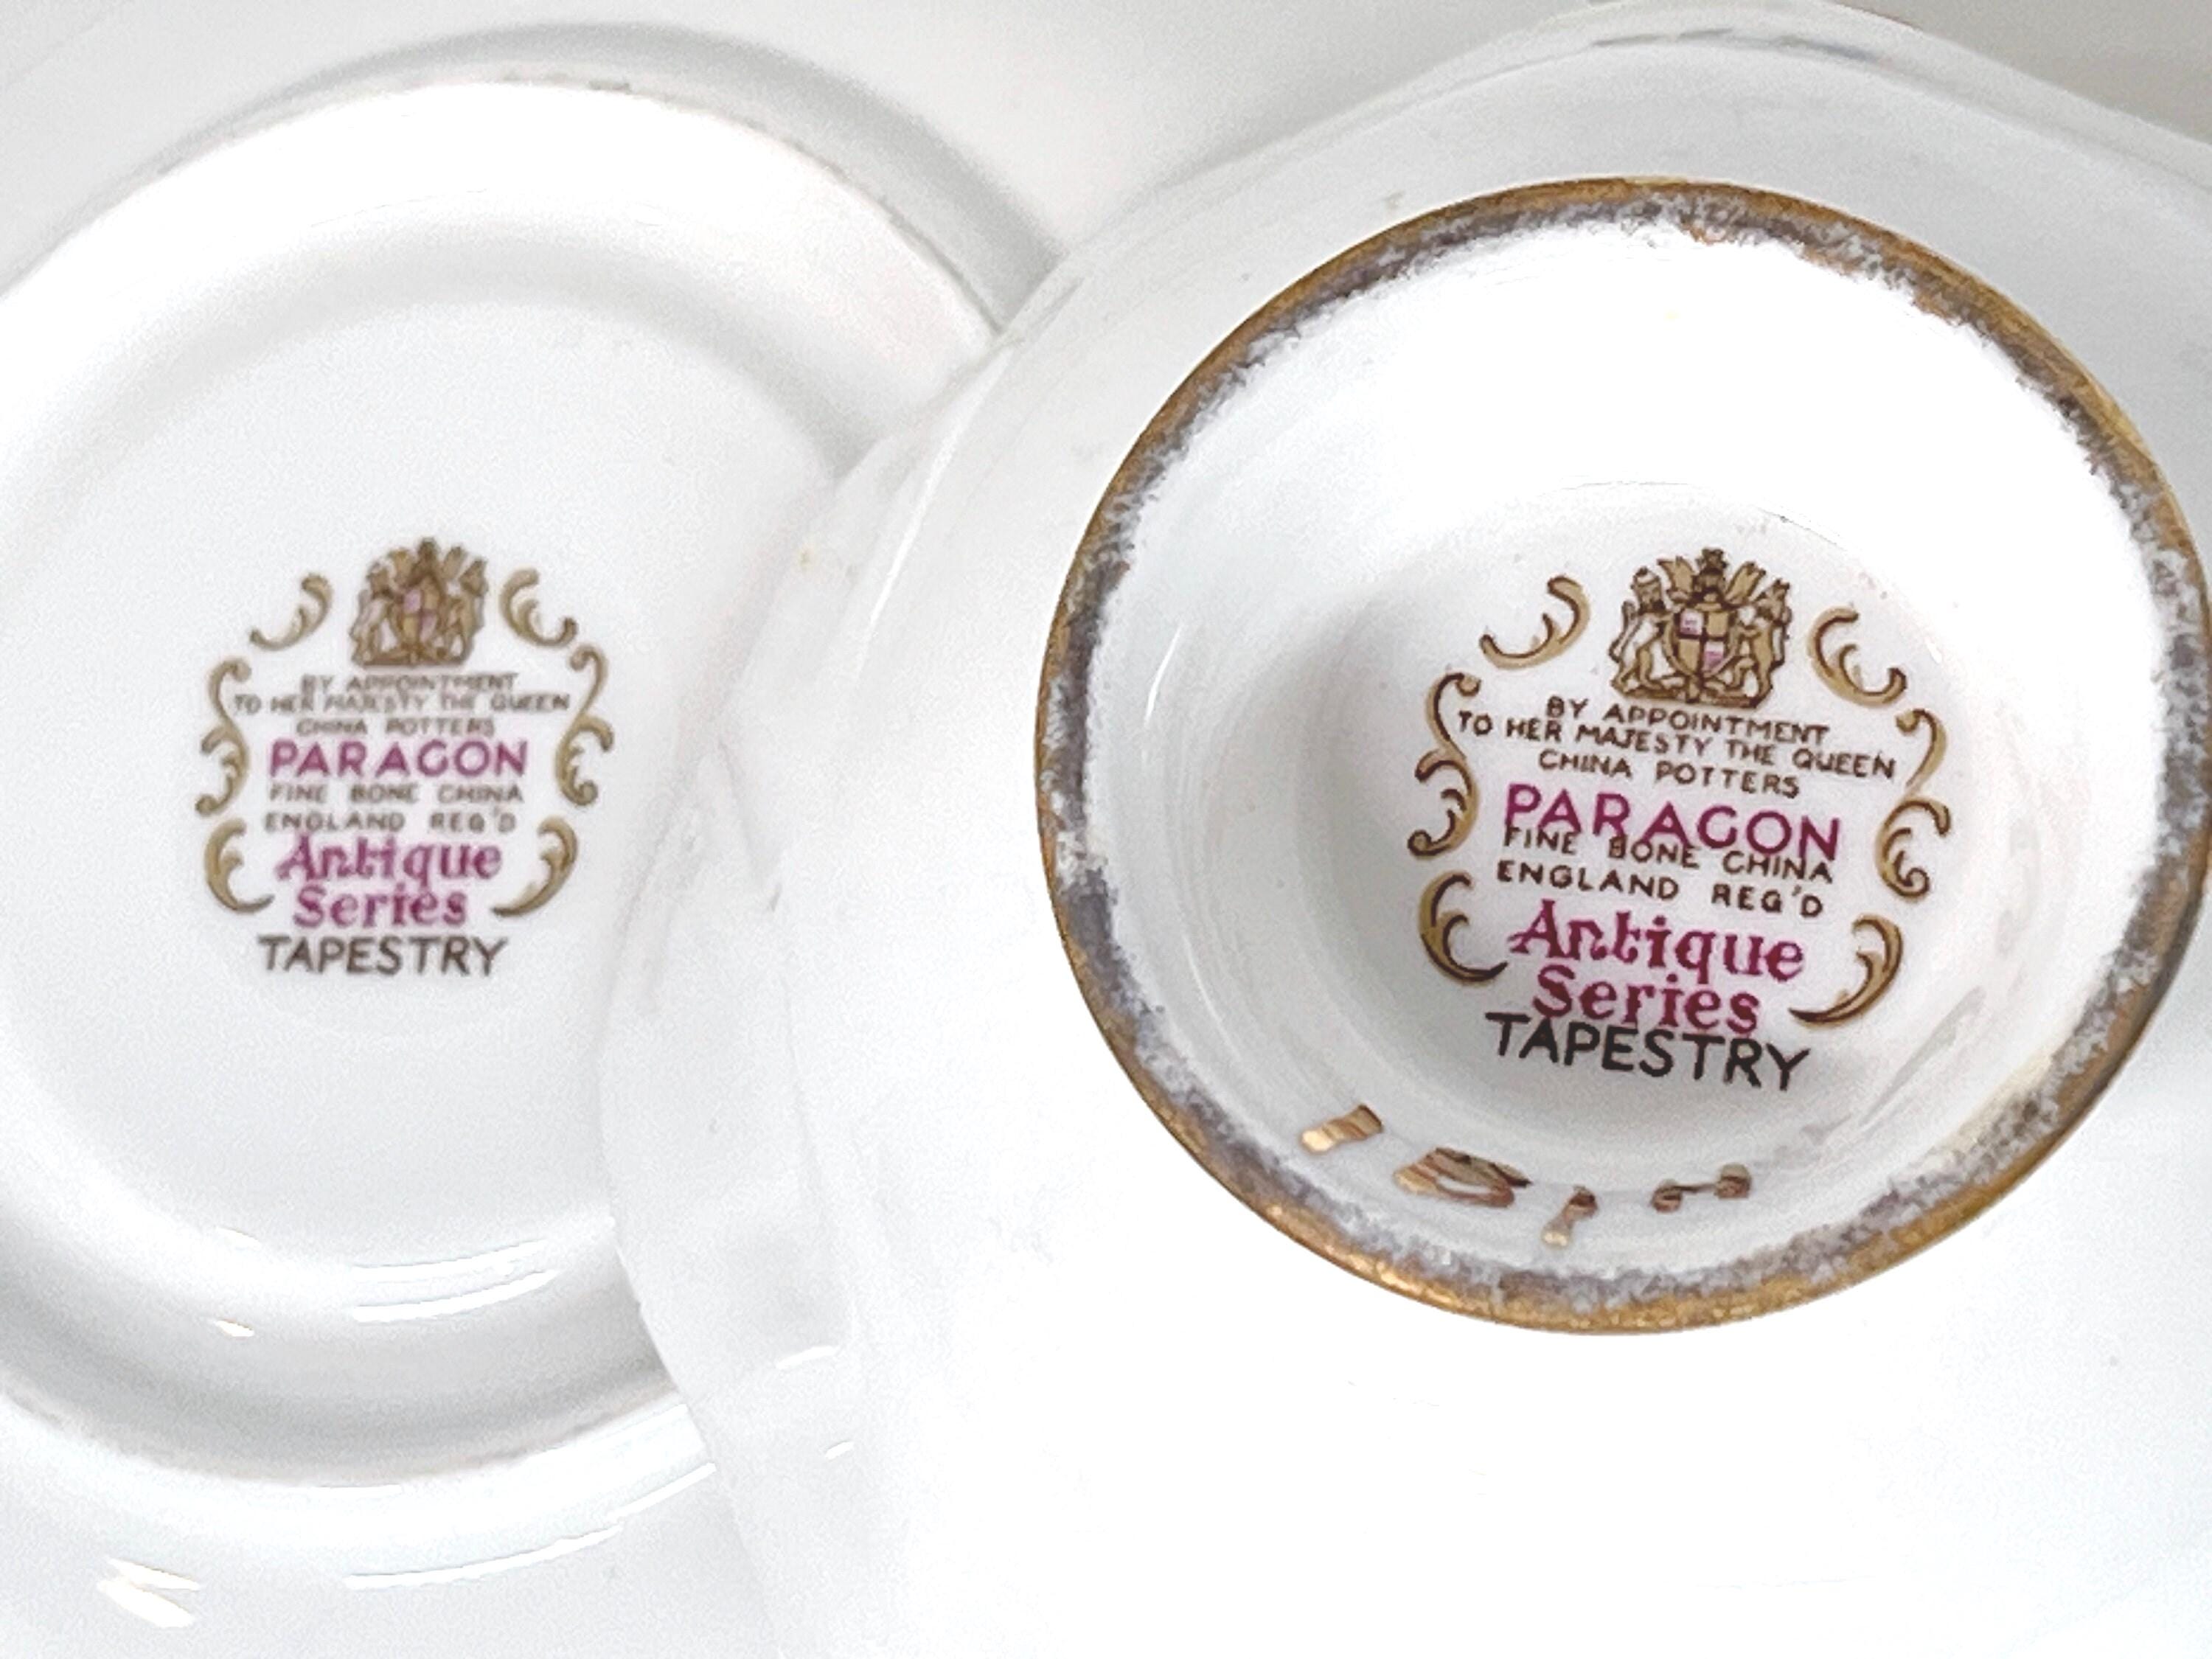 BY APPOINTMENT
TO HER MAJESTY THE QUEEN
CHINA POTTERS
PARAGON
FINE BONE CHINA
ENGLAND REG'D
Antique
Series
TAPESTRY
BY APPOINTMENT
TO HER MAJESTY THE QUEEN
CHINA POTTERS
PARAGON
FINE BONE CHINA
ENGLAND REG'D
Antique
Series
TAPESTRY